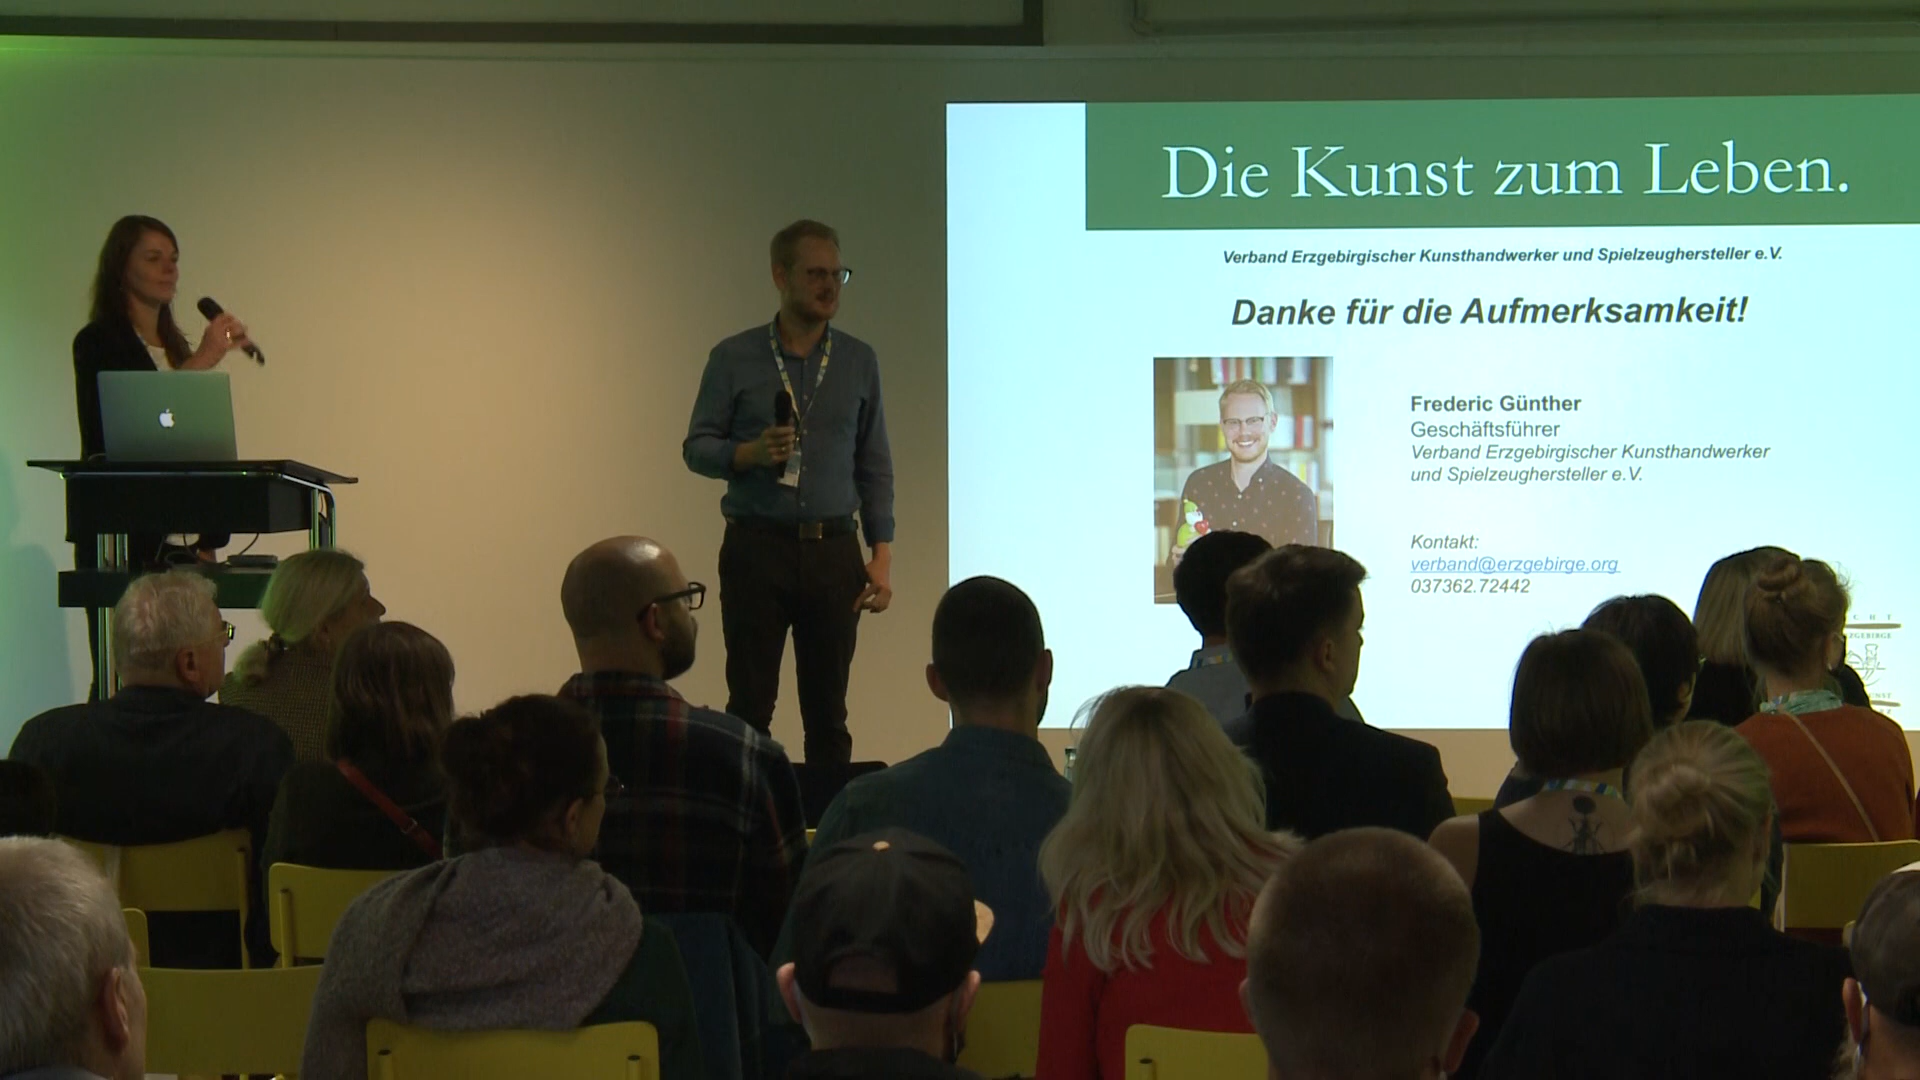 Die Kunst zum Leben.
Verband Erzgebirgischer Kunsthandwerker und Spielzeughersteller e.V.
Danke für die Aufmerksamkeit!
Frederic Günther
Geschäftsführer
Verband Erzgebirgischer Kunsthandwerker
und Spielzeughersteller e.V.
Kontakt:
verband@erzgebirge.org
037362.72442